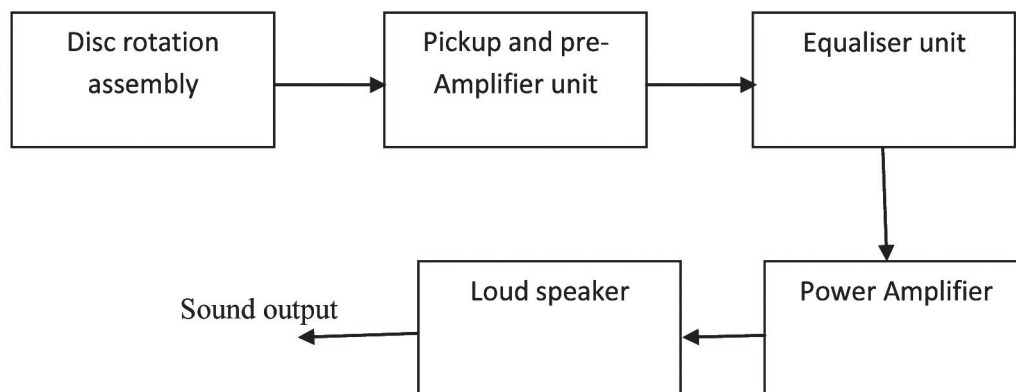 Disc rotation
assembly
Pickup and pre-
Amplifier unit
Equaliser unit
Power Amplifier
Loud speaker
Sound output